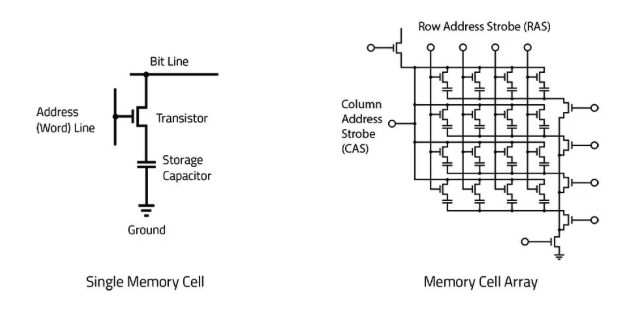 Bit Line
Address
(Word) Line
Transistor
Storage
Capacitor
Ground
Single Memory Cell
Row Address Strobe (RAS)
Column
Address
Strobe
(CAS)
Memory Cell Array